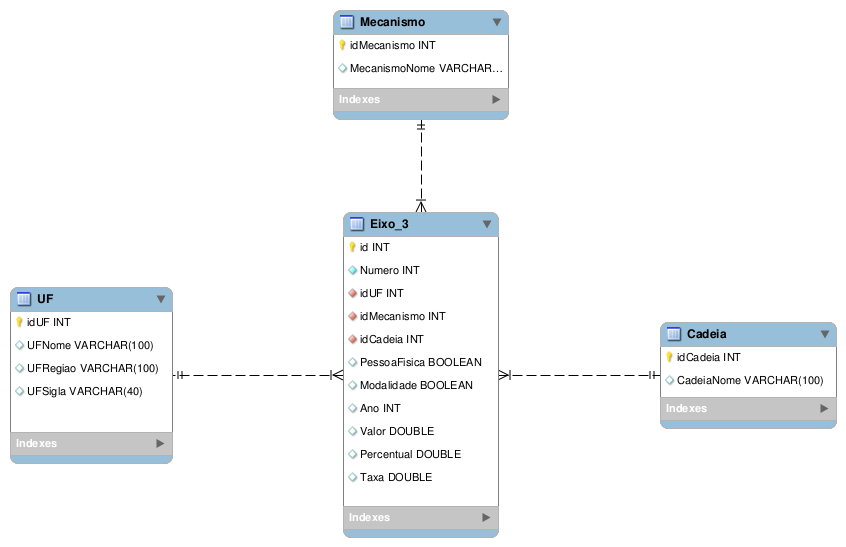 Mecanismo
idMecanismo INT
MecanismoNome VARCHAR...
Indexes
Eixo_3
id INT
Numero INT
idUF INT
idMecanismo INT
idCadeia INT
PessoaFisica BOOLEAN
Modalidade BOOLEAN
Ano INT
Valor DOUBLE
Percentual DOUBLE
Taxa DOUBLE
Indexes
UF
idUF INT
UFNome VARCHAR(100)
UFRegiao VARCHAR(100)
UFSigla VARCHAR(40)
Indexes
Cadeia
idCadeia INT
CadeiaNome VARCHAR(100)
Indexes